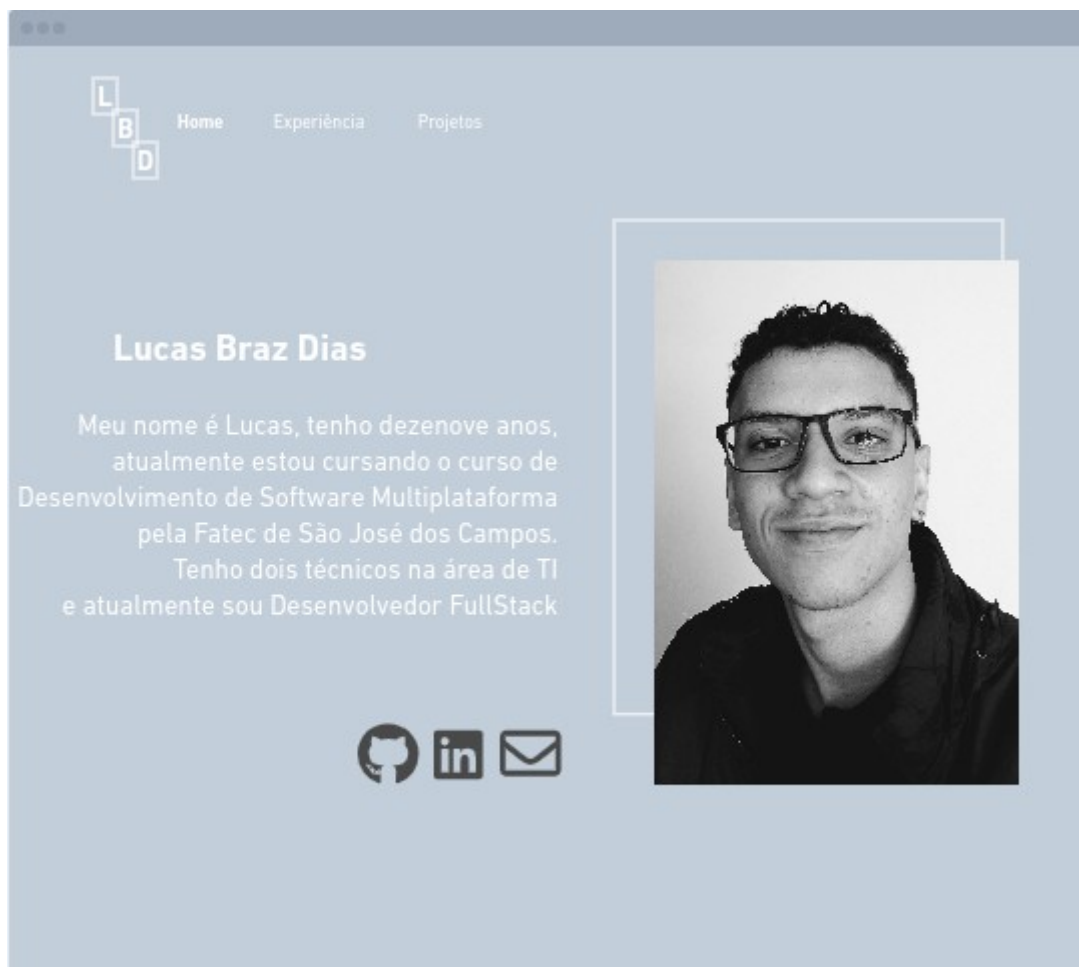 L
B
D
Home Experiência Projetos
Lucas Braz Dias
Meu nome é Lucas, tenho dezenove anos,
atualmente estou cursando o curso de
Desenvolvimento de Software Multiplataforma
pela Fatec de São José dos Campos.
Tenho dois técnicos na área de TI
e atualmente sou Desenvolvedor FullStack
in